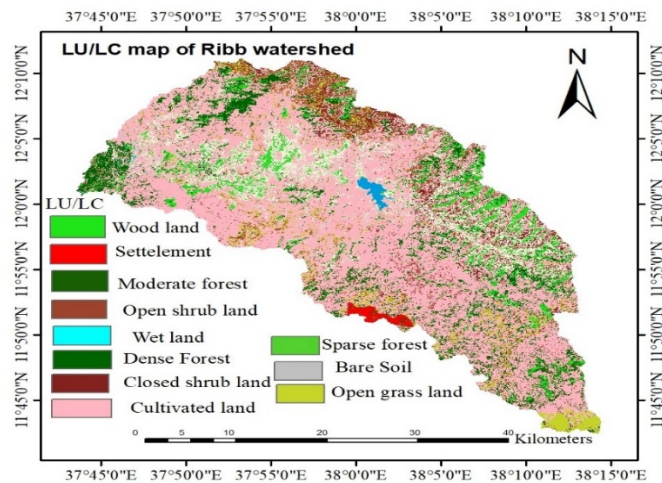 37°45'0"E 37°50'0"E 37°55'0"E 38°0'0"E 38°5'0"E 38°10'0"E 38°15'0"E
LU/LC map of Ribb watershed
N
12°10'0"N 12°10'0"N
12°5'0"N 12°5'0"N
12°0'0"N 12°0'0"N
11°55'0"N 11°55'0"N
11°50'0"N 11°50'0"N
11°45'0"N 11°45'0"N
LU/LC
Wood land
Settelement
Moderate forest
Open shrub land
Wet land
Dense Forest
Closed shrub land
Cultivated land
Sparse forest
Bare Soil
Open grass land
0 5 10 20 30 40
Kilometers
37°45'0"E 37°50'0"E 37°55'0"E 38°0'0"E 38°5'0"E 38°10'0"E 38°15'0"E